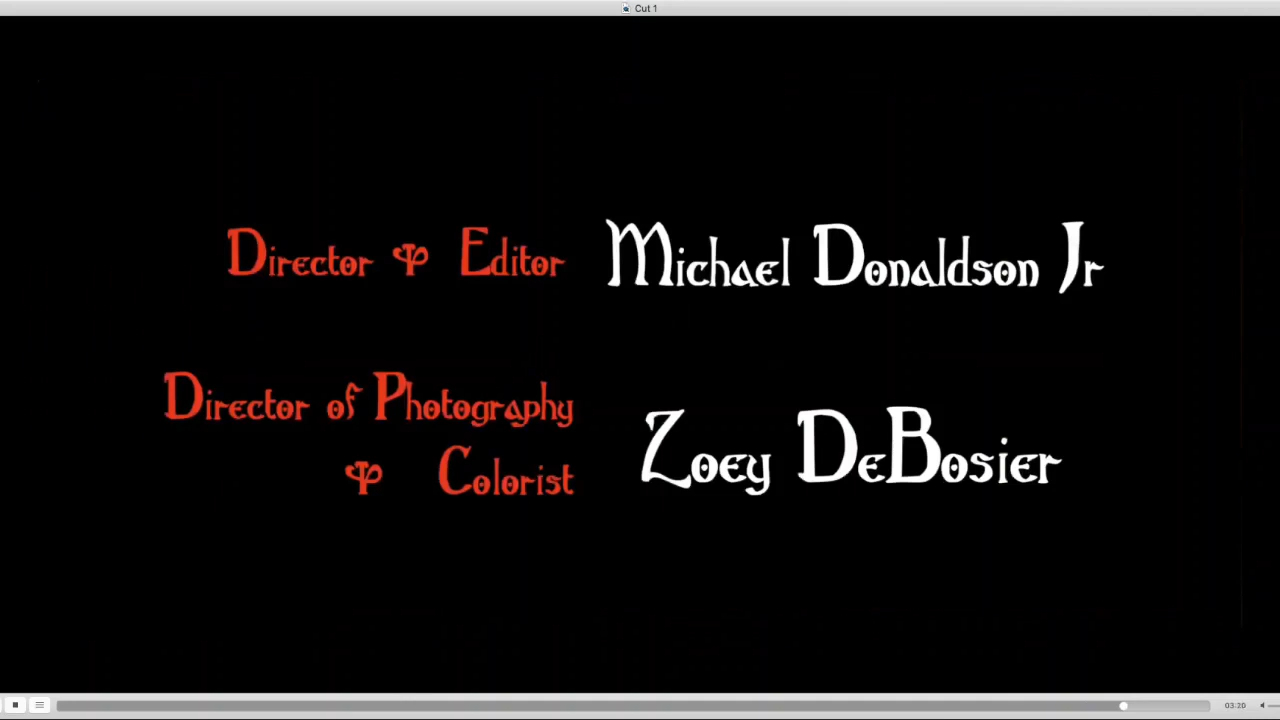 Cut 1
Director & Editor Michael Donaldson Jr
Director of Photography
& Colorist Zoey DeBosier
03:20